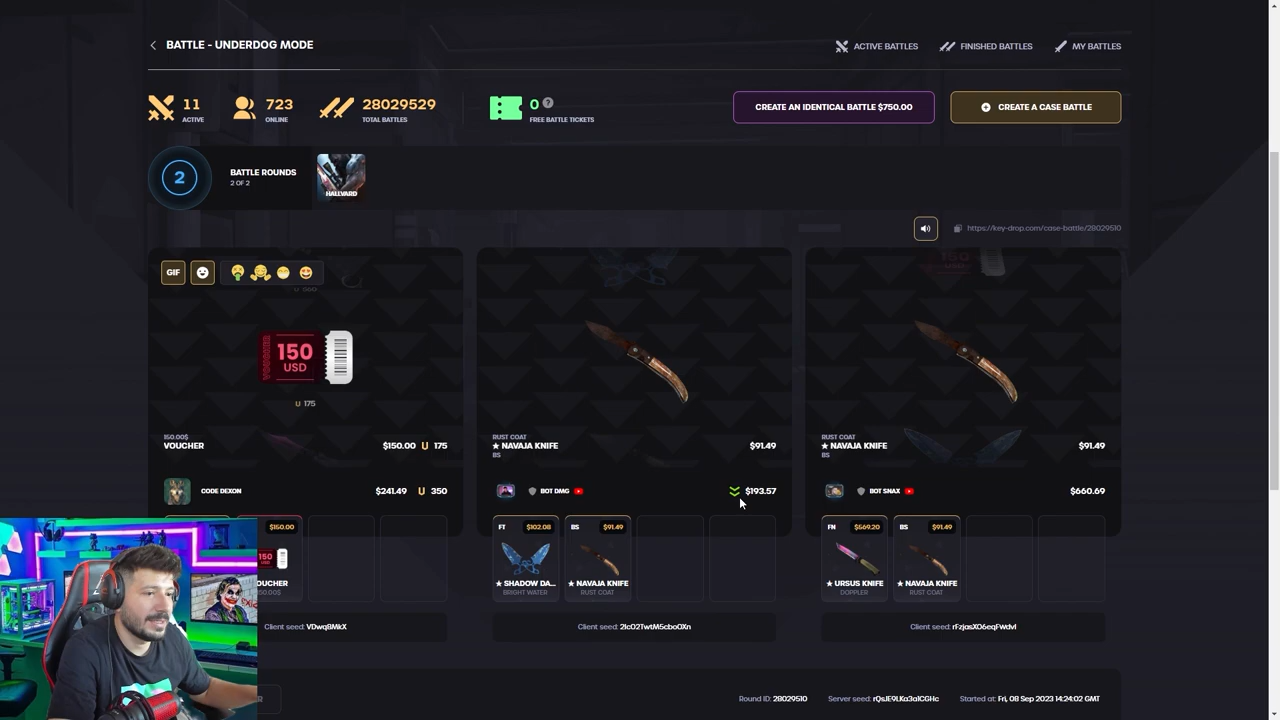 BATTLE - UNDERDOG MODE
ACTIVE BATTLES
FINISHED BATTLES
MY BATTLES
11
ACTIVE
723
ONLINE
28029529
TOTAL BATTLES
0
FREE BATTLE TICKETS
CREATE AN IDENTICAL BATTLE $750.00
CREATE A CASE BATTLE
2
BATTLE ROUNDS
2 OF 2
HALLVARD
https://key-drop.com/case-battle/28029510
GIF
150
USD
U 175
150.00$
VOUCHER
$150.00 U 175
RUST COAT
★ NAVAJA KNIFE
BS
$91.49
RUST COAT
★ NAVAJA KNIFE
BS
$91.49
CODE DEXON
$241.49 U 350
BOT DMG
$193.57
BOT SNAX
$660.69
$150.00
FT $102.08
BS $91.49
FN $569.20
BS $91.49
★ SHADOW DA...
BRIGHT WATER
★ NAVAJA KNIFE
RUST COAT
★ URSUS KNIFE
DOPPLER
★ NAVAJA KNIFE
RUST COAT
Client seed: VDwq8MkX
Client seed: 2IcO2TwtM5cboOXn
Client seed: rFzjasXO6eqFWdvI
Round ID: 28029510
Server seed: rQsJE9LKa3alCGHc
Started at: Fri, 08 Sep 2023 14:24:02 GMT